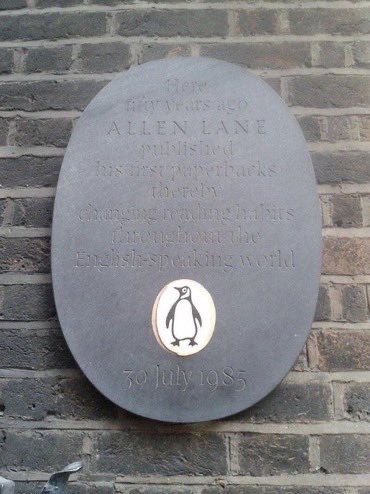 Here
fifty years ago
ALLEN LANE
published
his first paperbacks
thereby
changing reading habits
throughout the
English-speaking world
30 July 1985